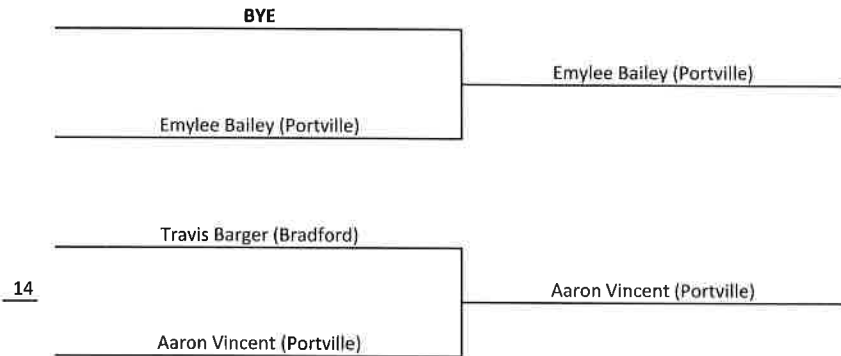 BYE
Emylee Bailey (Portville)
Emylee Bailey (Portville)
Travis Barger (Bradford)
14
Aaron Vincent (Portville)
Aaron Vincent (Portville)